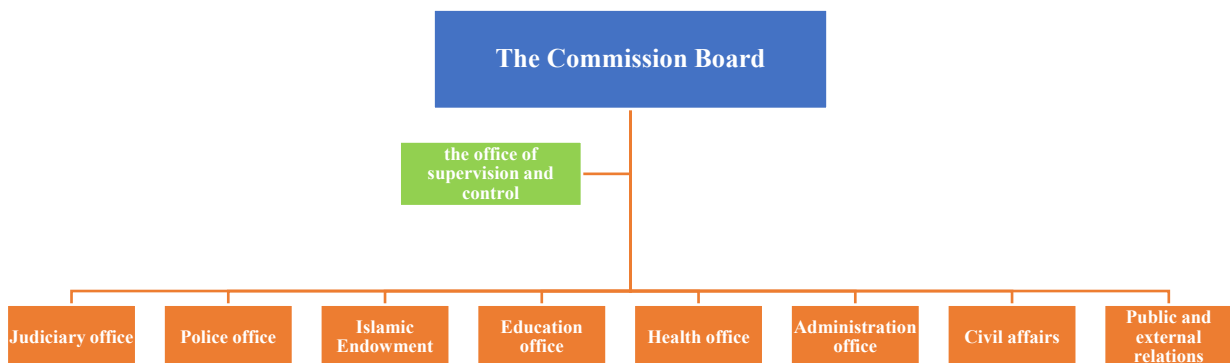 The Commission Board
the office of
supervision and
control
Judiciary office
Police office
Islamic
Endowment
Education
office
Health office
Administration
office
Civil affairs
Public and
external
relations